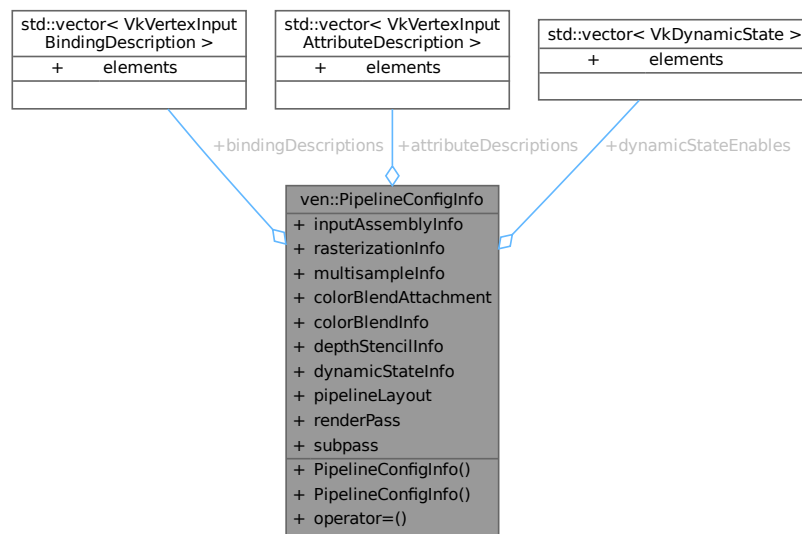 std::vector< VkVertexInput
BindingDescription >
+ elements
std::vector< VkVertexInput
AttributeDescription >
+ elements
std::vector< VkDynamicState >
+ elements
+bindingDescriptions
+attributeDescriptions
+dynamicStateEnables
ven::PipelineConfigInfo
+ inputAssemblyInfo
+ rasterizationInfo
+ multisampleInfo
+ colorBlendAttachment
+ colorBlendInfo
+ depthStencilInfo
+ dynamicStateInfo
+ pipelineLayout
+ renderPass
+ subpass
+ PipelineConfigInfo()
+ PipelineConfigInfo()
+ operator=()